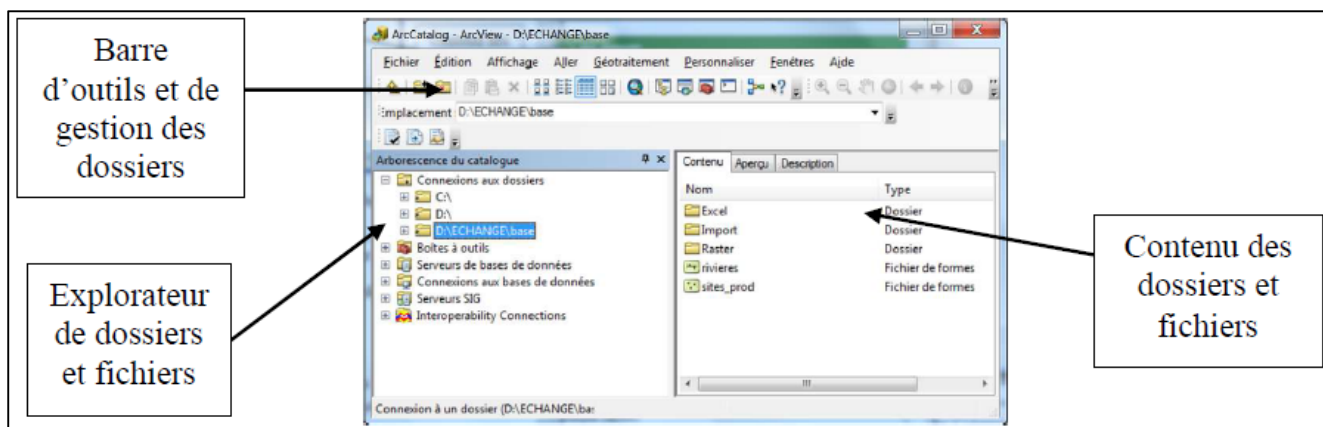 Barre
d'outils et de
gestion des
dossiers
Explorateur
de dossiers
et fichiers
ArcCatalog - ArcView - D:\ECHANGE\base
Fichier Édition Affichage Aller Géotraitement Personnaliser Fenêtres Aide
Emplacement D:\ECHANGE\base
Arborescence du catalogue
Connexions aux dossiers
C:\
D:\
D:\ECHANGE\base
Boîtes à outils
Serveurs de bases de données
Connexions aux bases de données
Serveurs SIG
Interoperability Connections
Contenu Aperçu Description
Nom Type
Excel Dossier
Import Dossier
Raster Dossier
rivieres Fichier de formes
sites_prod Fichier de formes
Connexion à un dossier (D:\ECHANGE\ba
Contenu des
dossiers et
fichiers